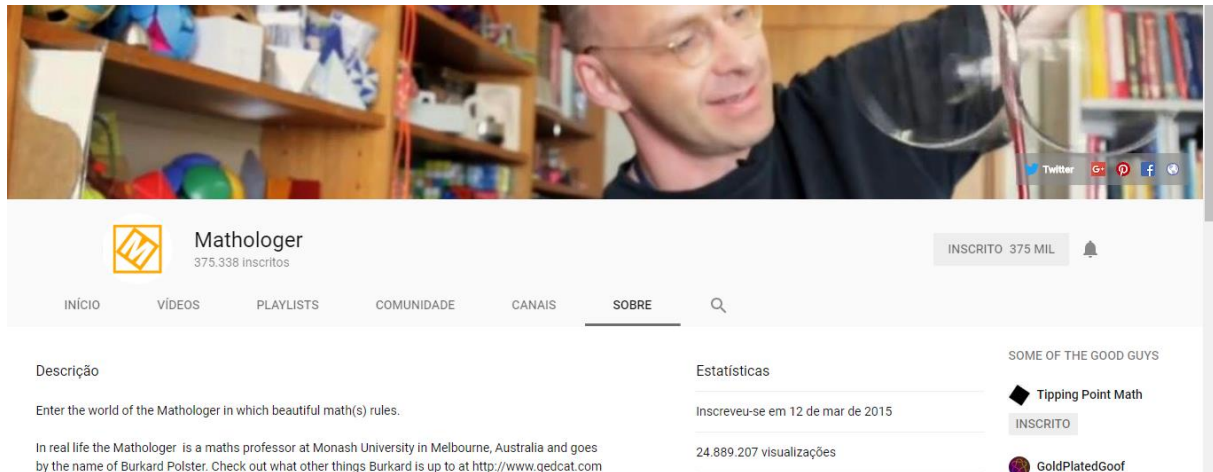 Twitter
Mathologer
375.338 inscritos
INSCRITO 375 MIL
INÍCIO VÍDEOS PLAYLISTS COMUNIDADE CANAIS SOBRE
Descrição
Enter the world of the Mathologer in which beautiful math(s) rules.
In real life the Mathologer is a maths professor at Monash University in Melbourne, Australia and goes
by the name of Burkard Polster. Check out what other things Burkard is up to at http://www.qedcat.com
Estatísticas
Inscreveu-se em 12 de mar de 2015
24.889.207 visualizações
SOME OF THE GOOD GUYS
Tipping Point Math
INSCRITO
GoldPlatedGoof